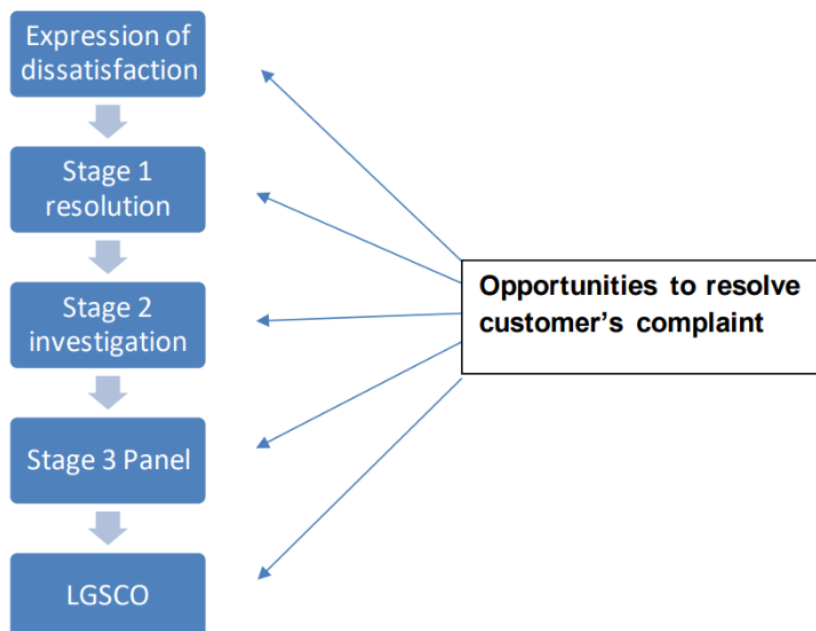 Expression of
dissatisfaction
Stage 1
resolution
Stage 2
investigation
Stage 3 Panel
LGSCO
Opportunities to resolve
customer's complaint